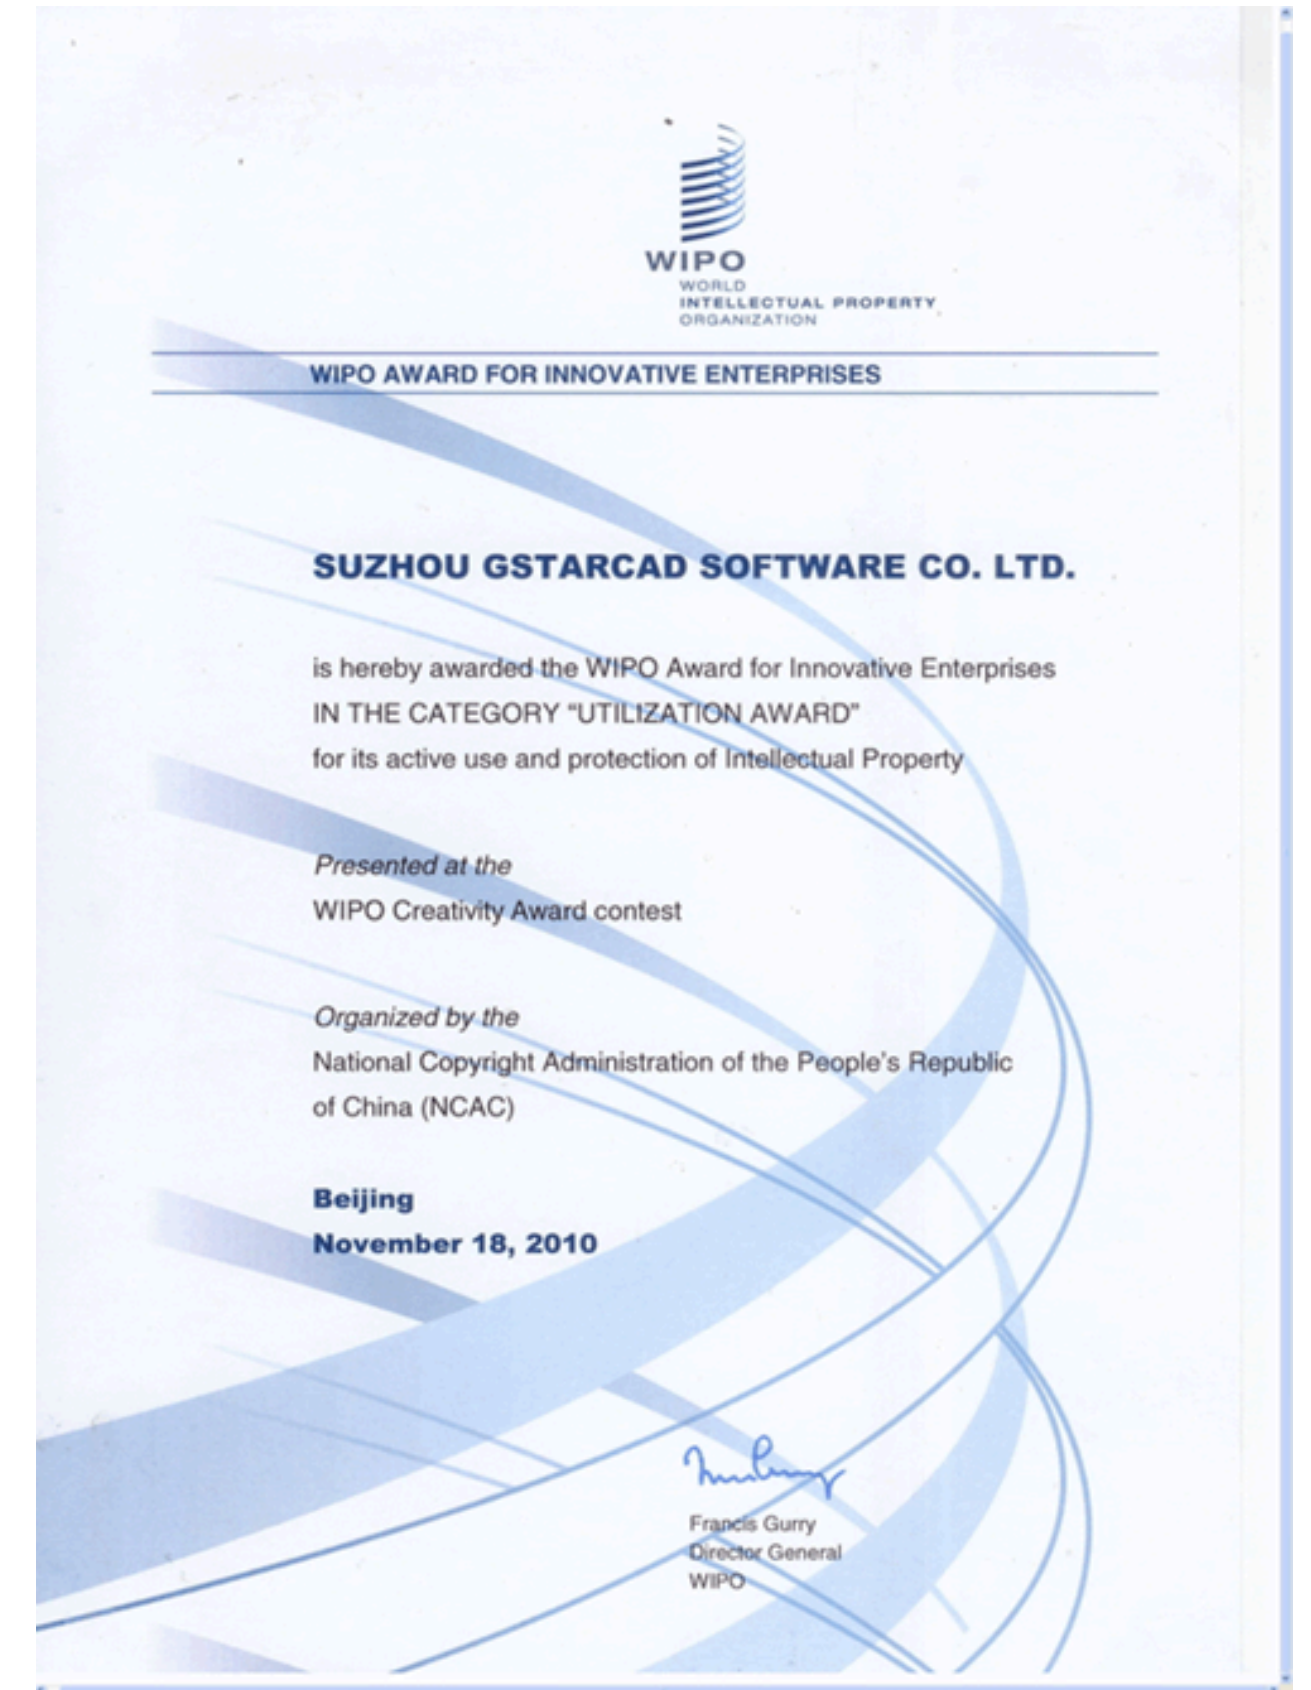 WIPO
WORLD
INTELLECTUAL PROPERTY
ORGANIZATION
WIPO AWARD FOR INNOVATIVE ENTERPRISES
SUZHOU GSTARCAD SOFTWARE CO. LTD.
is hereby awarded the WIPO Award for Innovative Enterprises
IN THE CATEGORY “UTILIZATION AWARD”
for its active use and protection of Intellectual Property
Presented at the
WIPO Creativity Award contest
Organized by the
National Copyright Administration of the People's Republic
of China (NCAC)
Beijing
November 18, 2010
Francis Gurry
Director General
WIPO